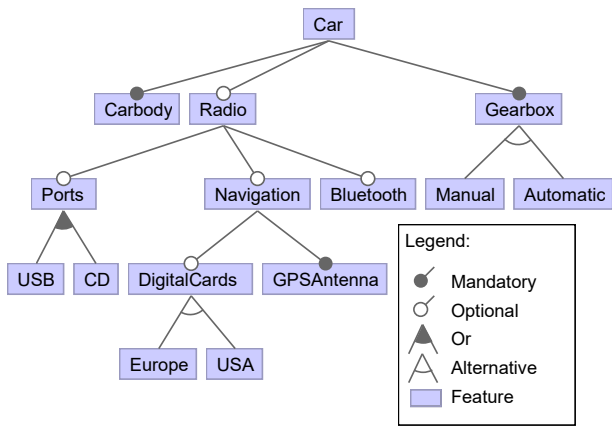 Car
Carbody
Radio
Gearbox
Ports
Navigation
Bluetooth
Manual
Automatic
USB
CD
DigitalCards
GPSAntenna
Europe
USA
Legend:
Mandatory
Optional
Or
Alternative
Feature